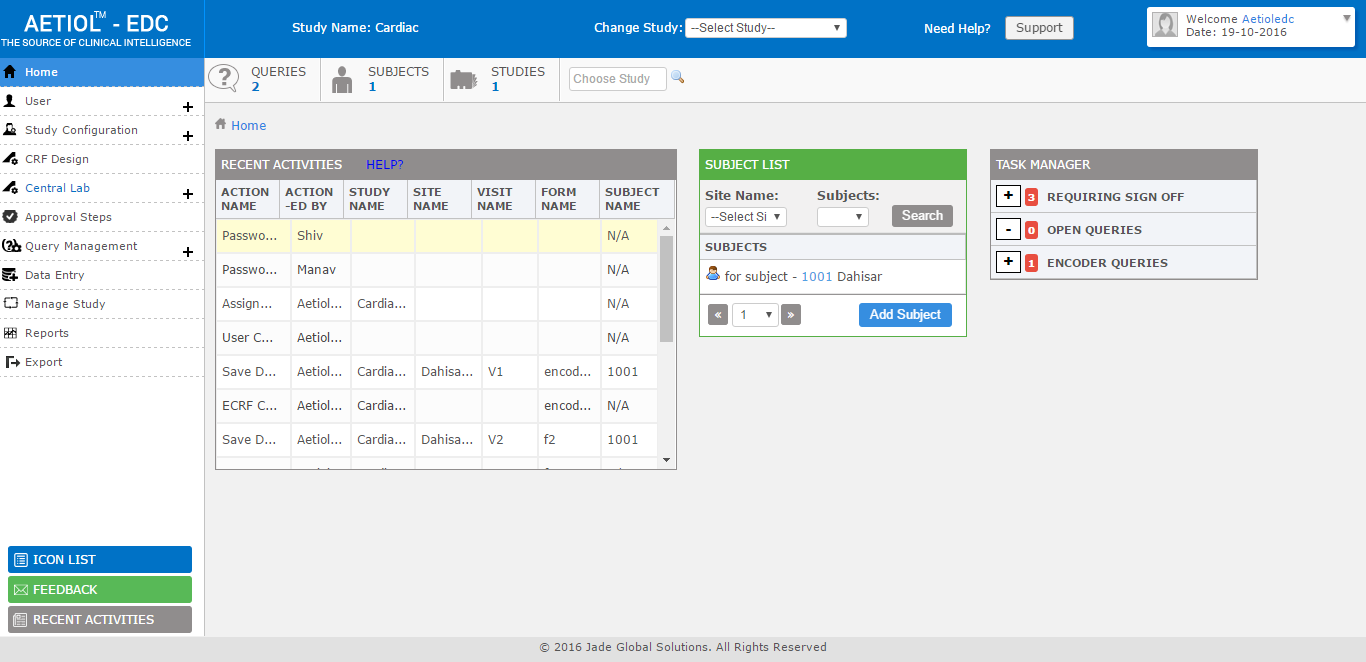 AETIOL™ - EDC
THE SOURCE OF CLINICAL INTELLIGENCE
Study Name: Cardiac
Change Study: --Select Study--
Need Help? Support
Welcome Aetioledc
Date: 19-10-2016
Home
User
Study Configuration
CRF Design
Central Lab
Approval Steps
Query Management
Data Entry
Manage Study
Reports
Export
ICON LIST
FEEDBACK
RECENT ACTIVITIES
QUERIES
2
SUBJECTS
1
STUDIES
1
Choose Study
Home
RECENT ACTIVITIES HELP?
ACTION NAME ACTION -ED BY STUDY NAME SITE NAME VISIT NAME FORM NAME SUBJECT NAME
Passwo... Shiv N/A
Passwo... Manav N/A
Assign... Aetiol... Cardia... N/A
User C... Aetiol... N/A
Save D... Aetiol... Cardia... Dahisa... V1 encod... 1001
ECRF C... Aetiol... Cardia... encod... N/A
Save D... Aetiol... Cardia... Dahisa... V2 f2 1001
SUBJECT LIST
Site Name: Subjects:
--Select Si Search
SUBJECTS
for subject - 1001 Dahisar
« 1 » Add Subject
TASK MANAGER
+ 3 REQUIRING SIGN OFF
- 0 OPEN QUERIES
+ 1 ENCODER QUERIES
© 2016 Jade Global Solutions. All Rights Reserved